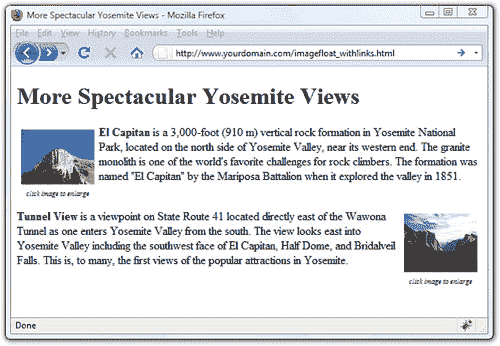 More Spectacular Yosemite Views - Mozilla Firefox
File Edit View History Bookmarks Tools Help
http://www.yourdomain.com/imagefloat_withlinks.html
More Spectacular Yosemite Views
El Capitan is a 3,000-foot (910 m) vertical rock formation in Yosemite National
Park, located on the north side of Yosemite Valley, near its western end. The granite
monolith is one of the world's favorite challenges for rock climbers. The formation was
named "El Capitan" by the Mariposa Battalion when it explored the valley in 1851.
click image to enlarge
Tunnel View is a viewpoint on State Route 41 located directly east of the Wawona
Tunnel as one enters Yosemite Valley from the south. The view looks east into
Yosemite Valley including the southwest face of El Capitan, Half Dome, and Bridalveil
Falls. This is, to many, the first views of the popular attractions in Yosemite.
click image to enlarge
Done